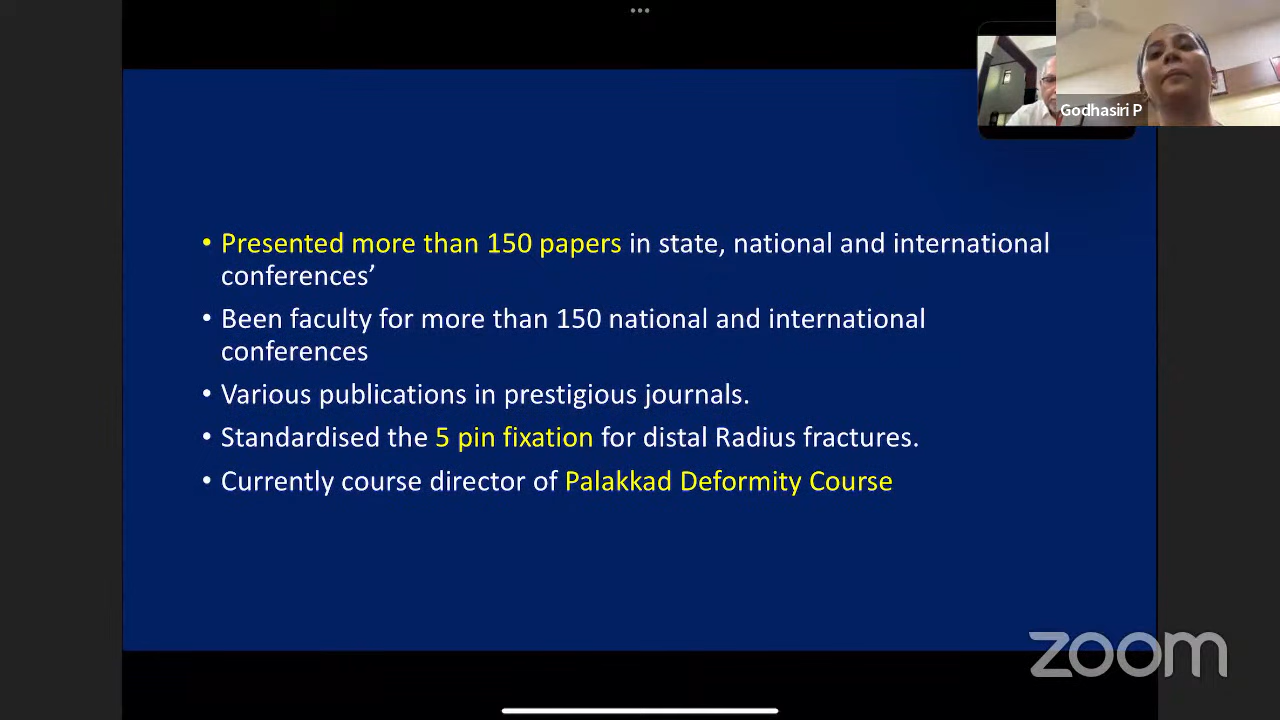 Godhasiri P
• Presented more than 150 papers in state, national and international
conferences’
• Been faculty for more than 150 national and international
conferences
• Various publications in prestigious journals.
• Standardised the 5 pin fixation for distal Radius fractures.
• Currently course director of Palakkad Deformity Course
zoom